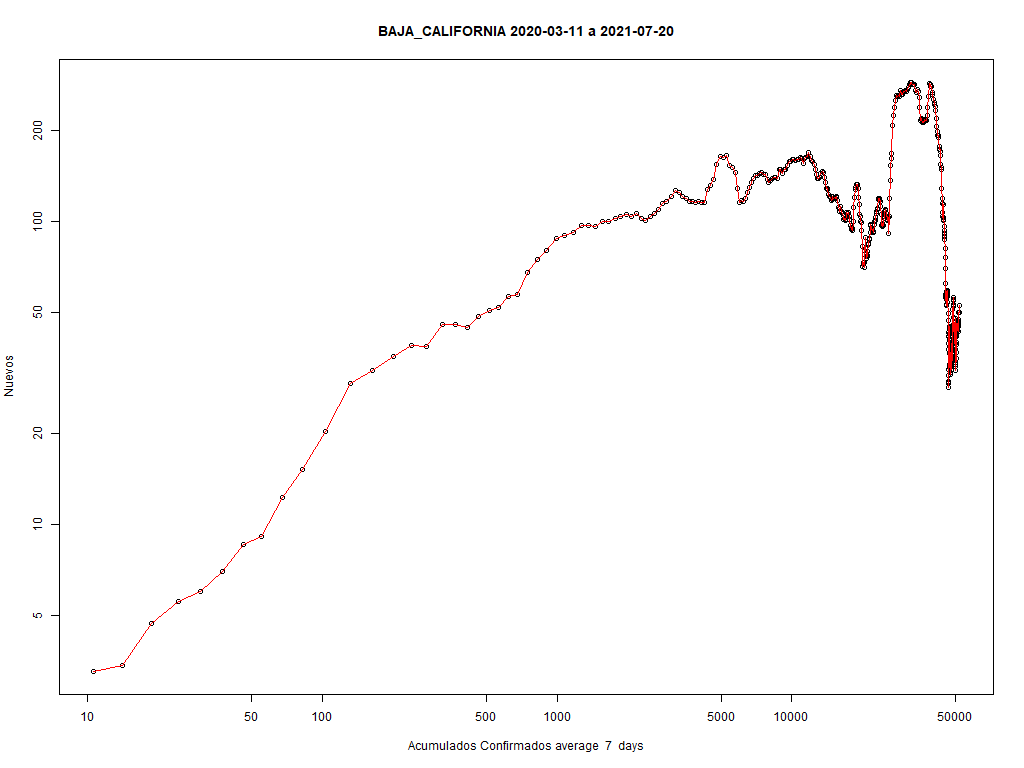 BAJA_CALIFORNIA 2020-03-11 a 2021-07-20
Nuevos
200
100
50
20
10
5
10 50 100 500 1000 5000 10000 50000
Acumulados Confirmados average 7 days